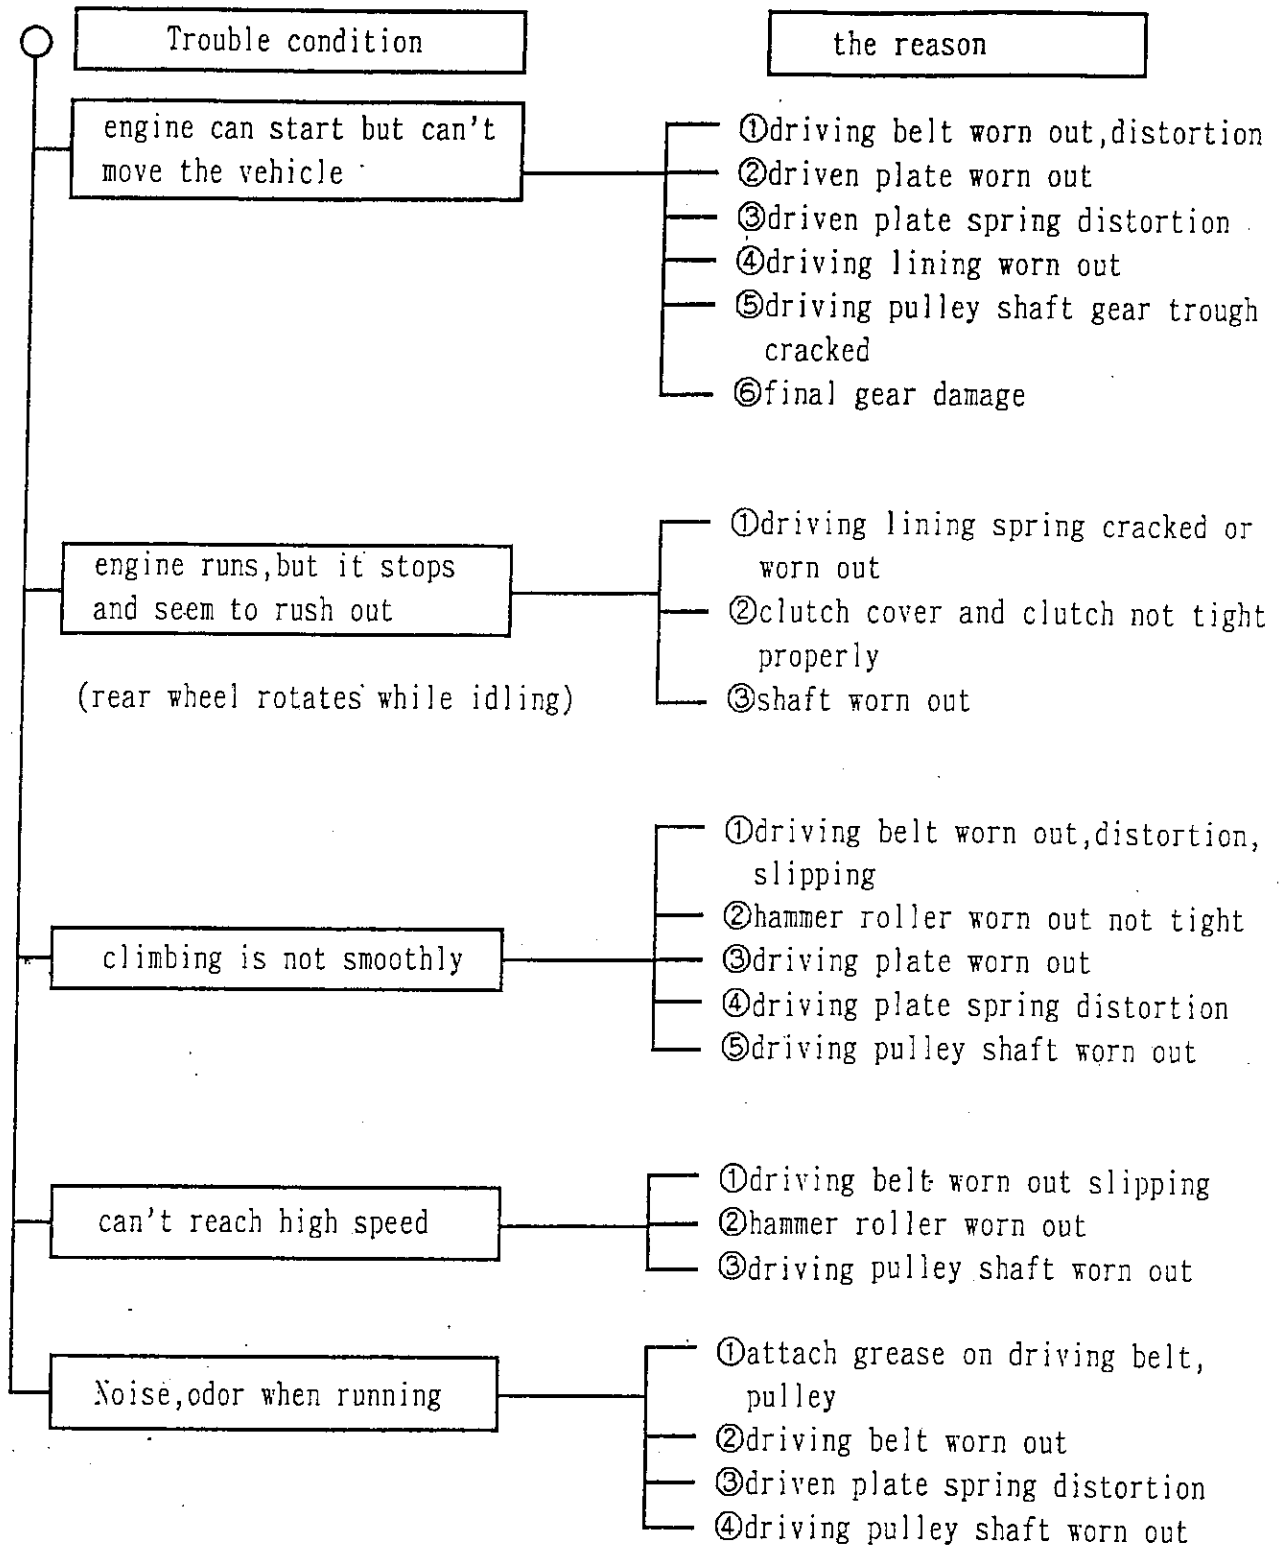 Trouble condition
the reason
engine can start but can't
move the vehicle
①driving belt worn out,distortion
②driven plate worn out
③driven plate spring distortion
④driving lining worn out
⑤driving pulley shaft gear trough
cracked
⑥final gear damage
engine runs,but it stops
and seem to rush out
(rear wheel rotates while idling)
①driving lining spring cracked or
worn out
②clutch cover and clutch not tight
properly
③shaft worn out
climbing is not smoothly
①driving belt worn out,distortion,
slipping
②hammer roller worn out not tight
③driving plate worn out
④driving plate spring distortion
⑤driving pulley shaft worn out
can't reach high speed
①driving belt worn out slipping
②hammer roller worn out
③driving pulley shaft worn out
Noise,odor when running
①attach grease on driving belt,
pulley
②driving belt worn out
③driven plate spring distortion
④driving pulley shaft worn out